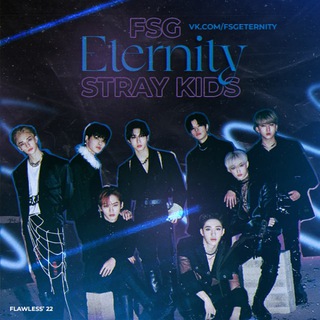 FSG
VK.COM/FSGETERNITY
Eternity
STRAY KIDS
FLAWLESS' 22